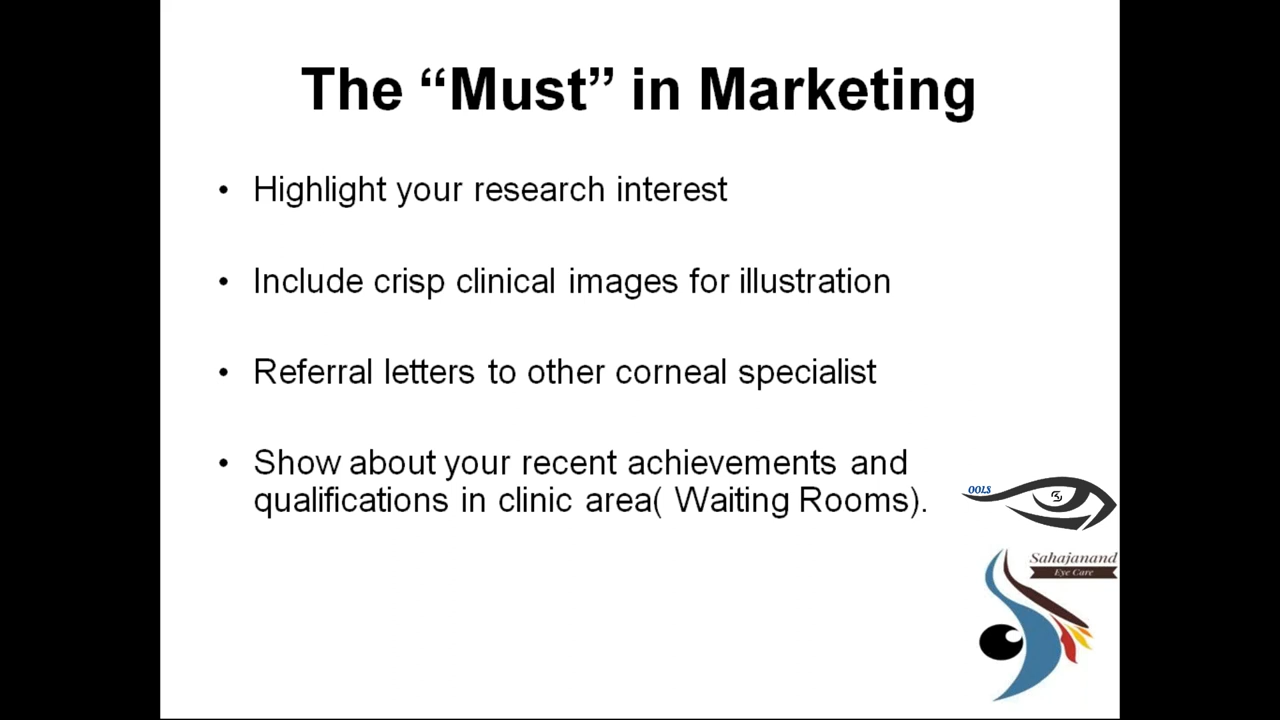 The “Must” in Marketing
• Highlight your research interest
• Include crisp clinical images for illustration
• Referral letters to other corneal specialist
• Show about your recent achievements and
qualifications in clinic area( Waiting Rooms).
OOLS
Sahajanand
Eye Care